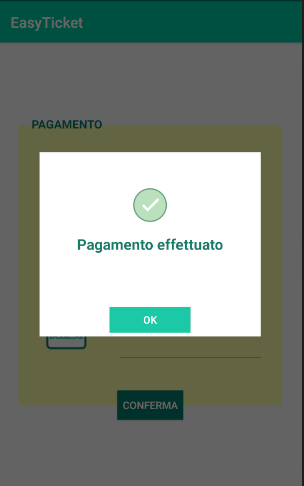 EasyTicket
PAGAMENTO
Pagamento effettuato
OK
CONFERMA